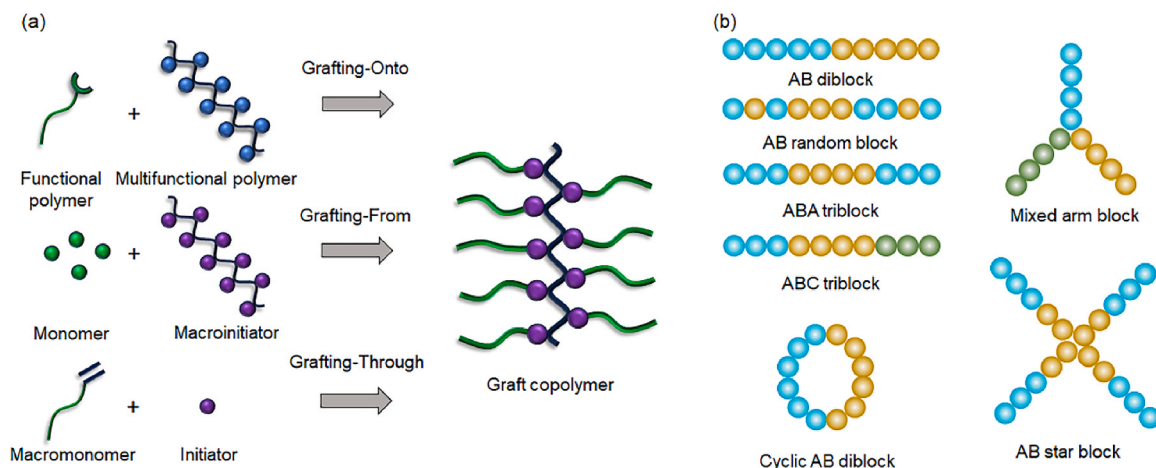 (a)
Grafting-Onto
+
Functional
polymer
Multifunctional polymer
Grafting-From
+
Monomer
Macroinitiator
Grafting-Through
+
Macromonomer
Initiator
Graft copolymer
(b)
AB diblock
AB random block
ABA triblock
ABC triblock
Cyclic AB diblock
Mixed arm block
AB star block